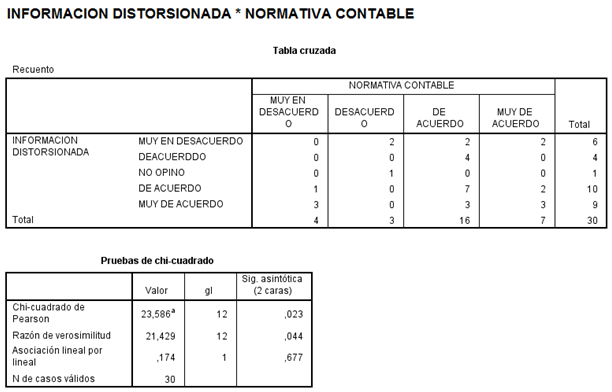 INFORMACION DISTORSIONADA * NORMATIVA CONTABLE
Tabla cruzada
Recuento
NORMATIVA CONTABLE
MUY EN DESACUERD O DESACUERD O DE ACUERDO MUY DE ACUERDO Total
INFORMACION DISTORSIONADA MUY EN DESACUERDO 0 2 2 2 6
DEACUERDDO 0 0 4 0 4
NO OPINO 0 1 0 0 1
DE ACUERDO 1 0 7 2 10
MUY DE ACUERDO 3 0 3 3 9
Total 4 3 16 7 30
Pruebas de chi-cuadrado
Valor gl Sig. asintótica (2 caras)
Chi-cuadrado de Pearson 23,586a 12 ,023
Razón de verosimilitud 21,429 12 ,044
Asociación lineal por lineal ,174 1 ,677
N de casos válidos 30